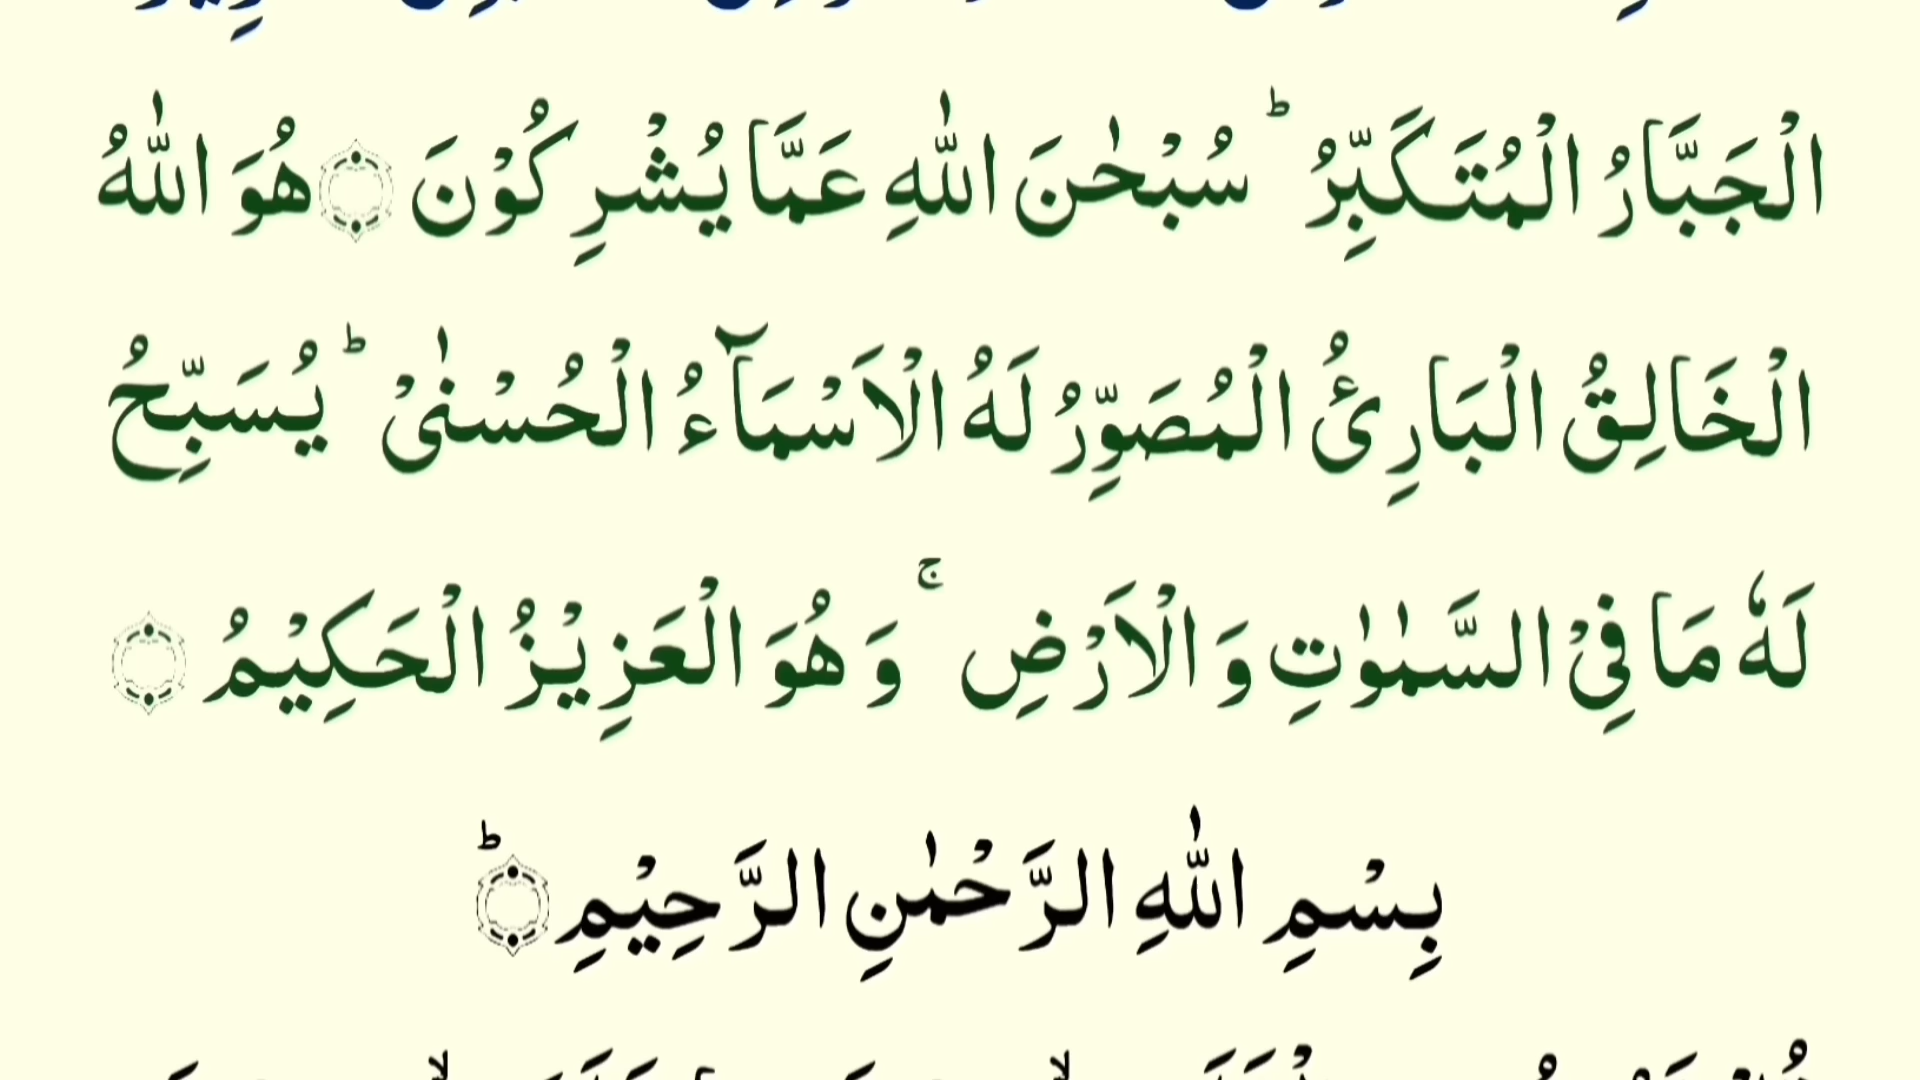 الْجَبَّارُ الْمُتَكَبِّرُ ؕ سُبْحٰنَ اللّٰهِ عَمَّا يُشْرِكُوْنَ ۝ هُوَ اللّٰهُ
الْخَالِقُ الْبَارِئُ الْمُصَوِّرُ لَهُ الْاَسْمَآءُ الْحُسْنٰىْ ؕ يُسَبِّحُ
لَهٗ مَا فِىْ السَّمٰوٰتِ وَ الْاَرْضِ ۚ وَ هُوَ الْعَزِيْزُ الْحَكِيْمُ ۝
بِسْمِ اللّٰهِ الرَّحْمٰنِ الرَّحِيْمِ ؕ۝